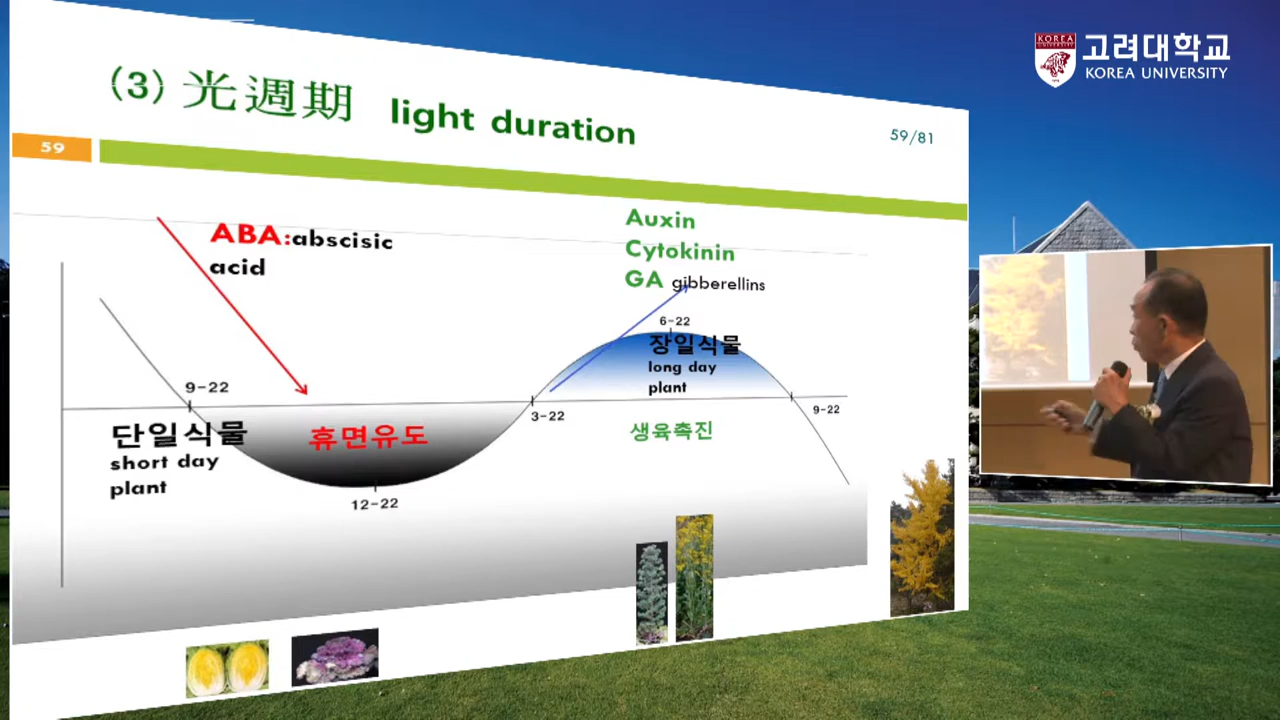 KOREA
UNIVERSITY
고려대학교
KOREA UNIVERSITY
(3) 光週期 light duration
59/81
59
ABA:abscisic
acid
Auxin
Cytokinin
GA gibberellins
6-22
장일식물
long day
plant
9-22
3-22
9-22
단일식물
short day
plant
휴면유도
생육촉진
12-22